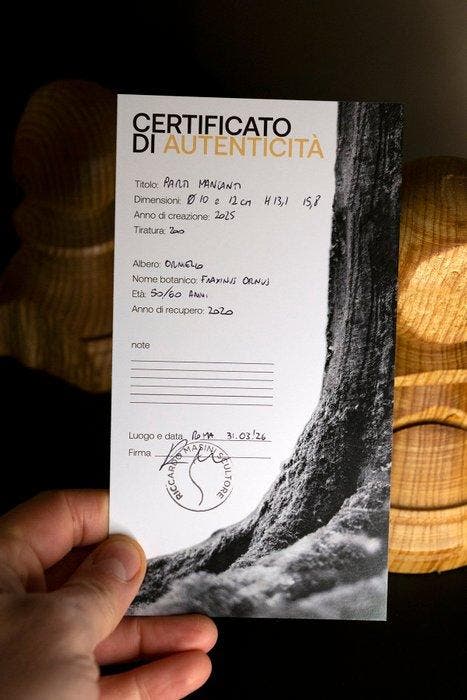 CERTIFICATO
DI AUTENTICITÀ
Titolo: PARTI MANCANTI
Dimensioni: Ø 10 e 12 cm H 13,1 15,8
Anno di creazione: 2025
Tiratura: 200
Albero: ORNIELLO
Nome botanico: FRAXINUS ORNUS
Età: 50/60 ANNI
Anno di recupero: 2020
note
Luogo e data ROMA 31.03.'26
Firma
RICCARDO MASINI SCULTORE